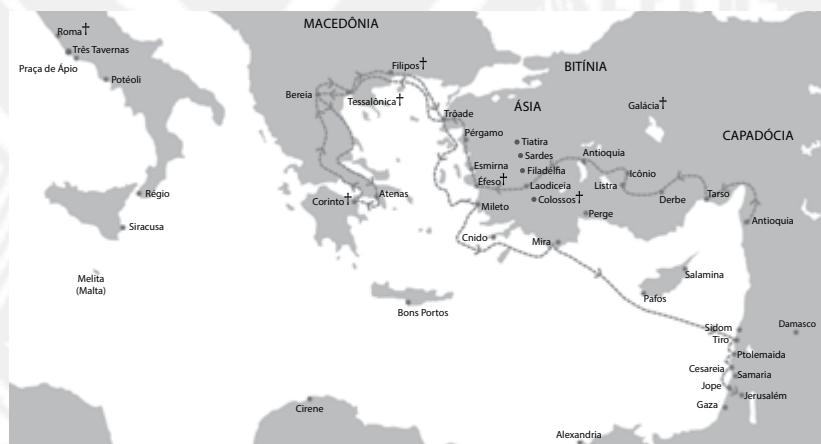 MACEDÔNIA
Roma†
Três Tavernas
Praça de Ápio
Potéoli
Filipos†
BITÍNIA
Bereia
Tessalônica†
ÁSIA
Galácia†
Trôade
CAPADÓCIA
Pérgamo
Tiatira
Sardes
Antioquia
Esmirna
Filadélfia
Icônio
Éfeso†
Laodiceia
Listra
Régio
Corinto†
Atenas
Colossos†
Derbe
Tarso
Mileto
Perge
Antioquia
Siracusa
Cnido
Mira
Melita
(Malta)
Salamina
Pafos
Bons Portos
Sidom
Damasco
Tiro
Ptolemaida
Cesareia
Samaria
Jope
Jerusalém
Cirene
Gaza
Alexandria